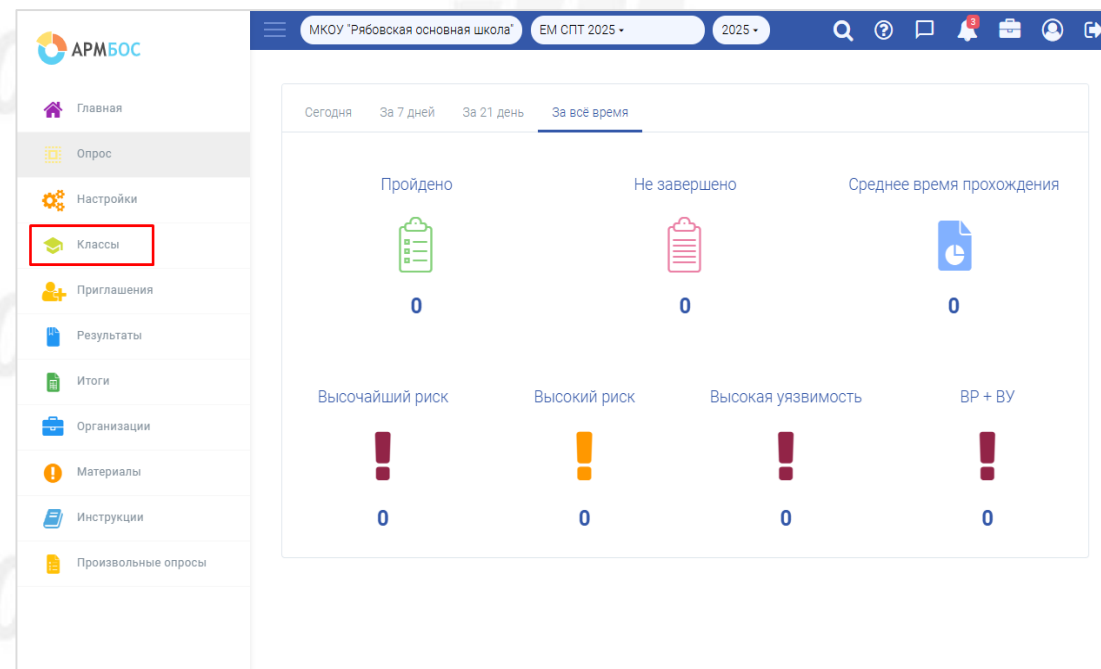 АРМБОС
МКОУ "Рябовская основная школа"
ЕМ СПТ 2025
2025
3
Главная
Опрос
Настройки
Классы
Приглашения
Результаты
Итоги
Организации
Материалы
Инструкции
Произвольные опросы
Сегодня За 7 дней За 21 день За всё время
Пройдено Не завершено Среднее время прохождения
0 0 0
Высочайший риск Высокий риск Высокая уязвимость ВР + ВУ
0 0 0 0